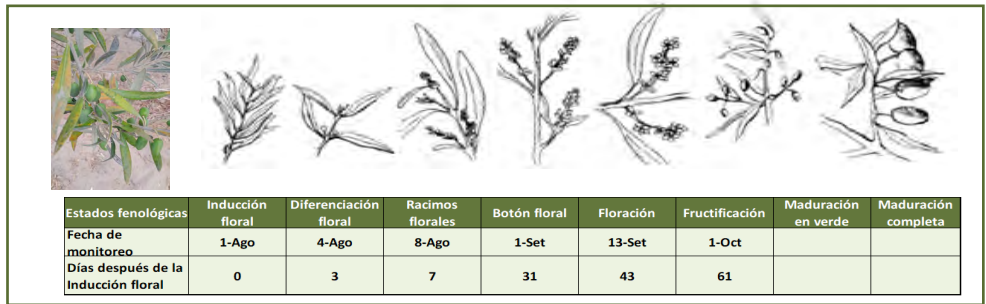 Estados fenológicas Inducción floral Diferenciación floral Racimos florales Botón floral Floración Fructificación Maduración en verde Maduración completa
Fecha de monitoreo 1-Ago 4-Ago 8-Ago 1-Set 13-Set 1-Oct
Días después de la Inducción floral 0 3 7 31 43 61